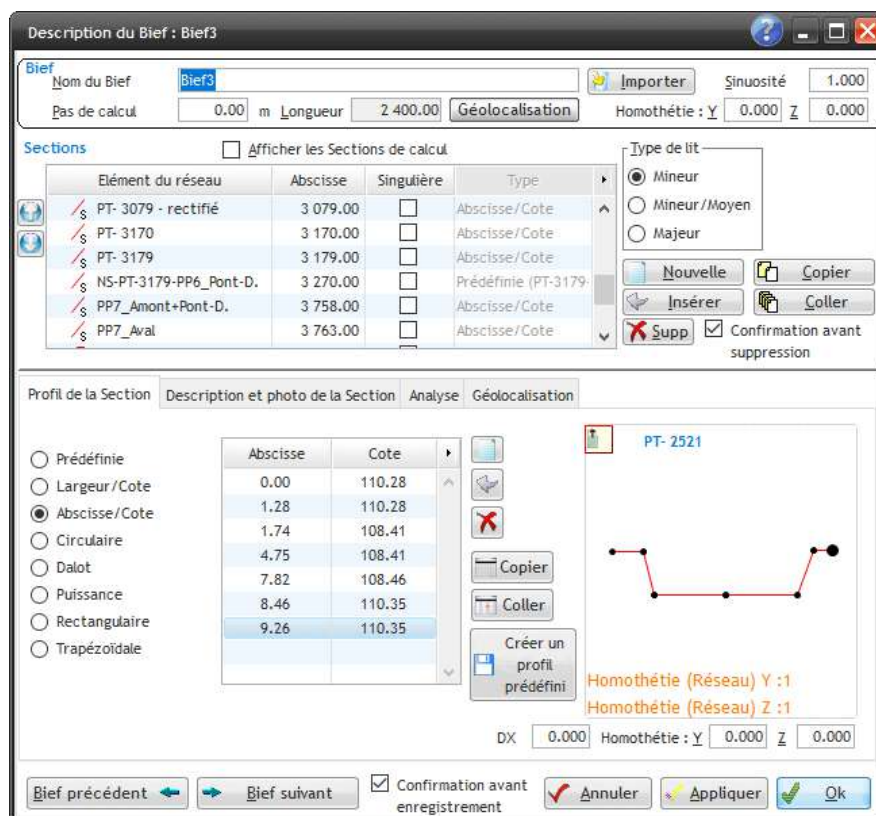 Description du Bief : Bief3
Bief
Nom du Bief Bief3 Importer Sinuosité 1.000
Pas de calcul 0.00 m Longueur 2 400.00 Géolocalisation Homothétie : Y 0.000 Z 0.000
Sections Afficher les Sections de calcul
Elément du réseau Abscisse Singulière Type
PT- 3079 - rectifié 3 079.00 Abscisse/Cote
PT- 3170 3 170.00 Abscisse/Cote
PT- 3179 3 179.00 Abscisse/Cote
NS-PT-3179-PP6_Pont-D. 3 270.00 Prédéfinie (PT-3179-
PP7_Amont+Pont-D. 3 758.00 Abscisse/Cote
PP7_Aval 3 763.00 Abscisse/Cote
Type de lit
Mineur
Mineur/Moyen
Majeur
Nouvelle Copier
Insérer Coller
Supp Confirmation avant
suppression
Profil de la Section Description et photo de la Section Analyse Géolocalisation
Prédéfinie
Largeur/Cote
Abscisse/Cote
Circulaire
Dalot
Puissance
Rectangulaire
Trapézoïdale
Abscisse Cote
0.00 110.28
1.28 110.28
1.74 108.41
4.75 108.41
7.82 108.46
8.46 110.35
9.26 110.35
Copier
Coller
Créer un
profil
prédéfini
PT- 2521
Homothétie (Réseau) Y :1
Homothétie (Réseau) Z :1
DX 0.000 Homothétie : Y 0.000 Z 0.000
Bief précédent Bief suivant Confirmation avant
enregistrement
Annuler Appliquer Ok